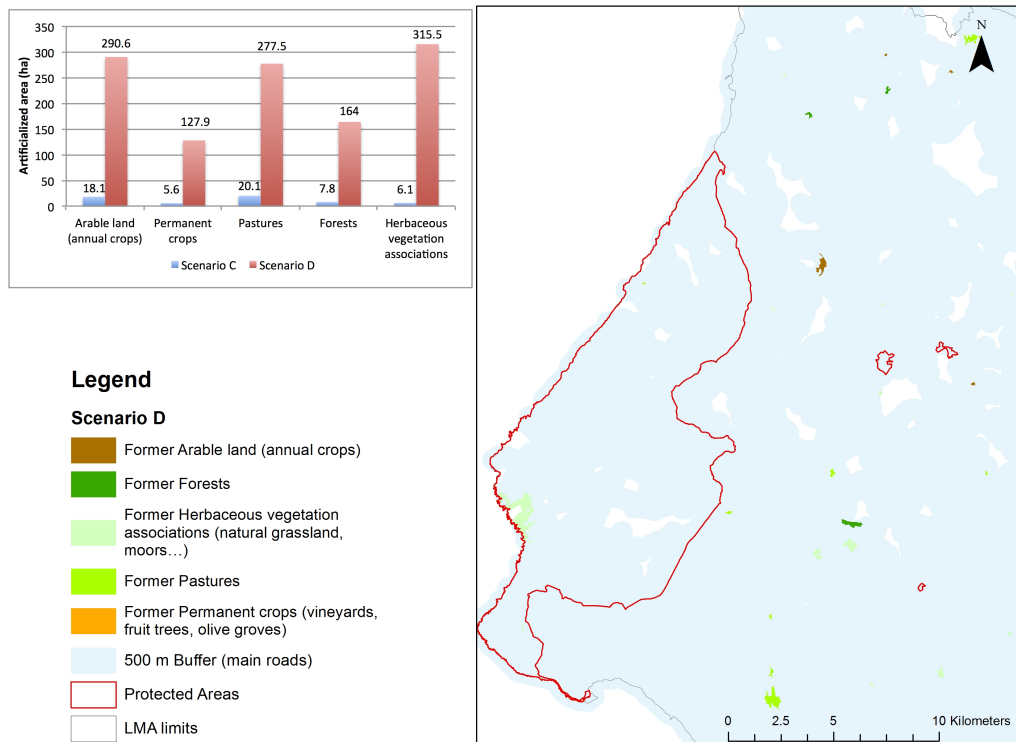 350
300
250
200
150
100
50
0
Artificialized area (ha)
290.6
127.9
277.5
164
315.5
18.1
5.6
20.1
7.8
6.1
Arable land
(annual crops)
Permanent
crops
Pastures
Forests
Herbaceous
vegetation
associations
Scenario C
Scenario D
N
Legend
Scenario D
Former Arable land (annual crops)
Former Forests
Former Herbaceous vegetation
associations (natural grassland,
moors...)
Former Pastures
Former Permanent crops (vineyards,
fruit trees, olive groves)
500 m Buffer (main roads)
Protected Areas
LMA limits
0 2.5 5 10 Kilometers